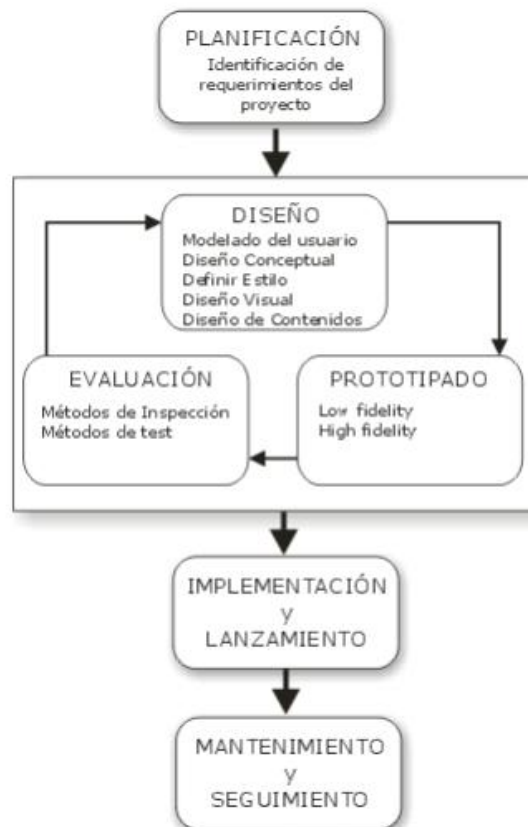 PLANIFICACIÓN
Identificación de
requerimientos del
proyecto
DISEÑO
Modelado del usuario
Diseño Conceptual
Definir Estilo
Diseño Visual
Diseño de Contenidos
EVALUACIÓN
Métodos de Inspección
Métodos de test
PROTOTIPADO
Low fidelity
High fidelity
IMPLEMENTACIÓN
y
LANZAMIENTO
MANTENIMIENTO
y
SEGUIMIENTO